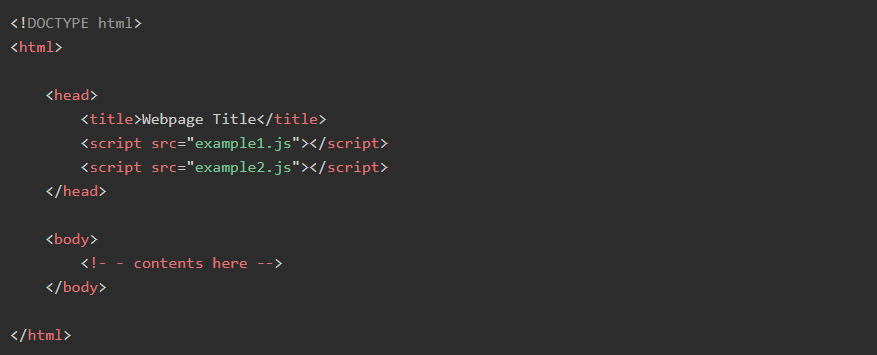 <!DOCTYPE html>
<html>
<head>
<title>Webpage Title</title>
<script src="example1.js"></script>
<script src="example2.js"></script>
</head>
<body>
<!- - contents here -->
</body>
</html>